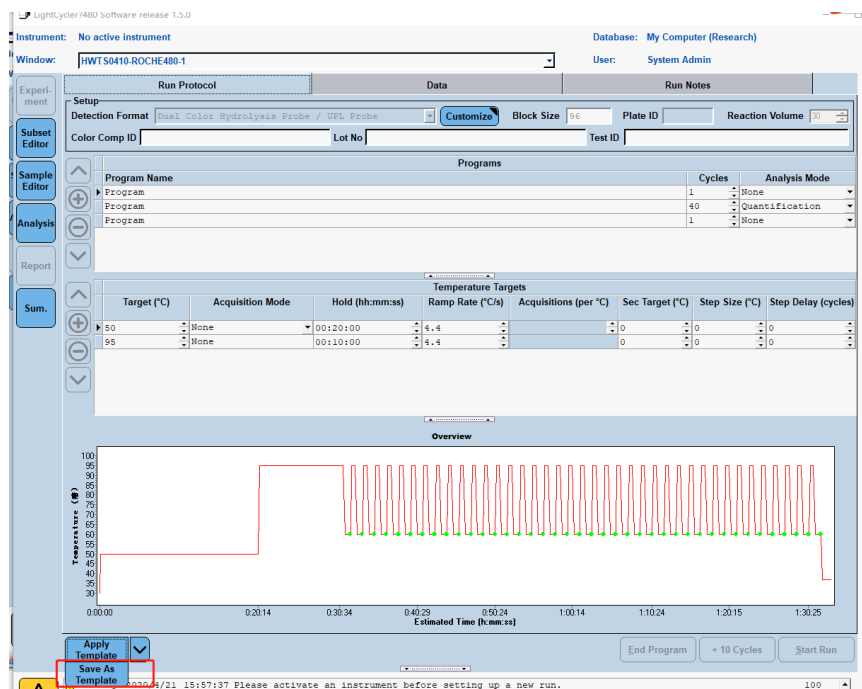 LightCycler?480 Software release 1.5.0
Instrument: No active instrument Database: My Computer (Research)
Window: HWTS0410-ROCHE480-1 User: System Admin
Experi-
ment
Subset
Editor
Sample
Editor
Analysis
Report
Sum.
Run Protocol Data Run Notes
Setup
Detection Format Dual Color Hydrolysis Probe / UPL Probe Customize Block Size 96 Plate ID Reaction Volume 30
Color Comp ID Lot No Test ID
Programs
Program Name Cycles Analysis Mode
Program 1 None
Program 40 Quantification
Program 1 None
Temperature Targets
Target (°C) Acquisition Mode Hold (hh:mm:ss) Ramp Rate (°C/s) Acquisitions (per °C) Sec Target (°C) Step Size (°C) Step Delay (cycles)
50 None 00:20:00 4.4 0 0 0
95 None 00:10:00 4.4 0 0 0
Overview
Temperature
100
95
90
85
80
75
70
65
60
55
50
45
40
35
30
0:00:00 0:20:14 0:30:34 0:40:29 0:50:24 1:00:14 1:10:24 1:20:15 1:30:25
Estimated Time (h:mm:ss)
Apply
Template
Save As
Template
End Program + 10 Cycles Start Run
/4/21 15:57:37 Please activate an instrument before setting up a new run. 100